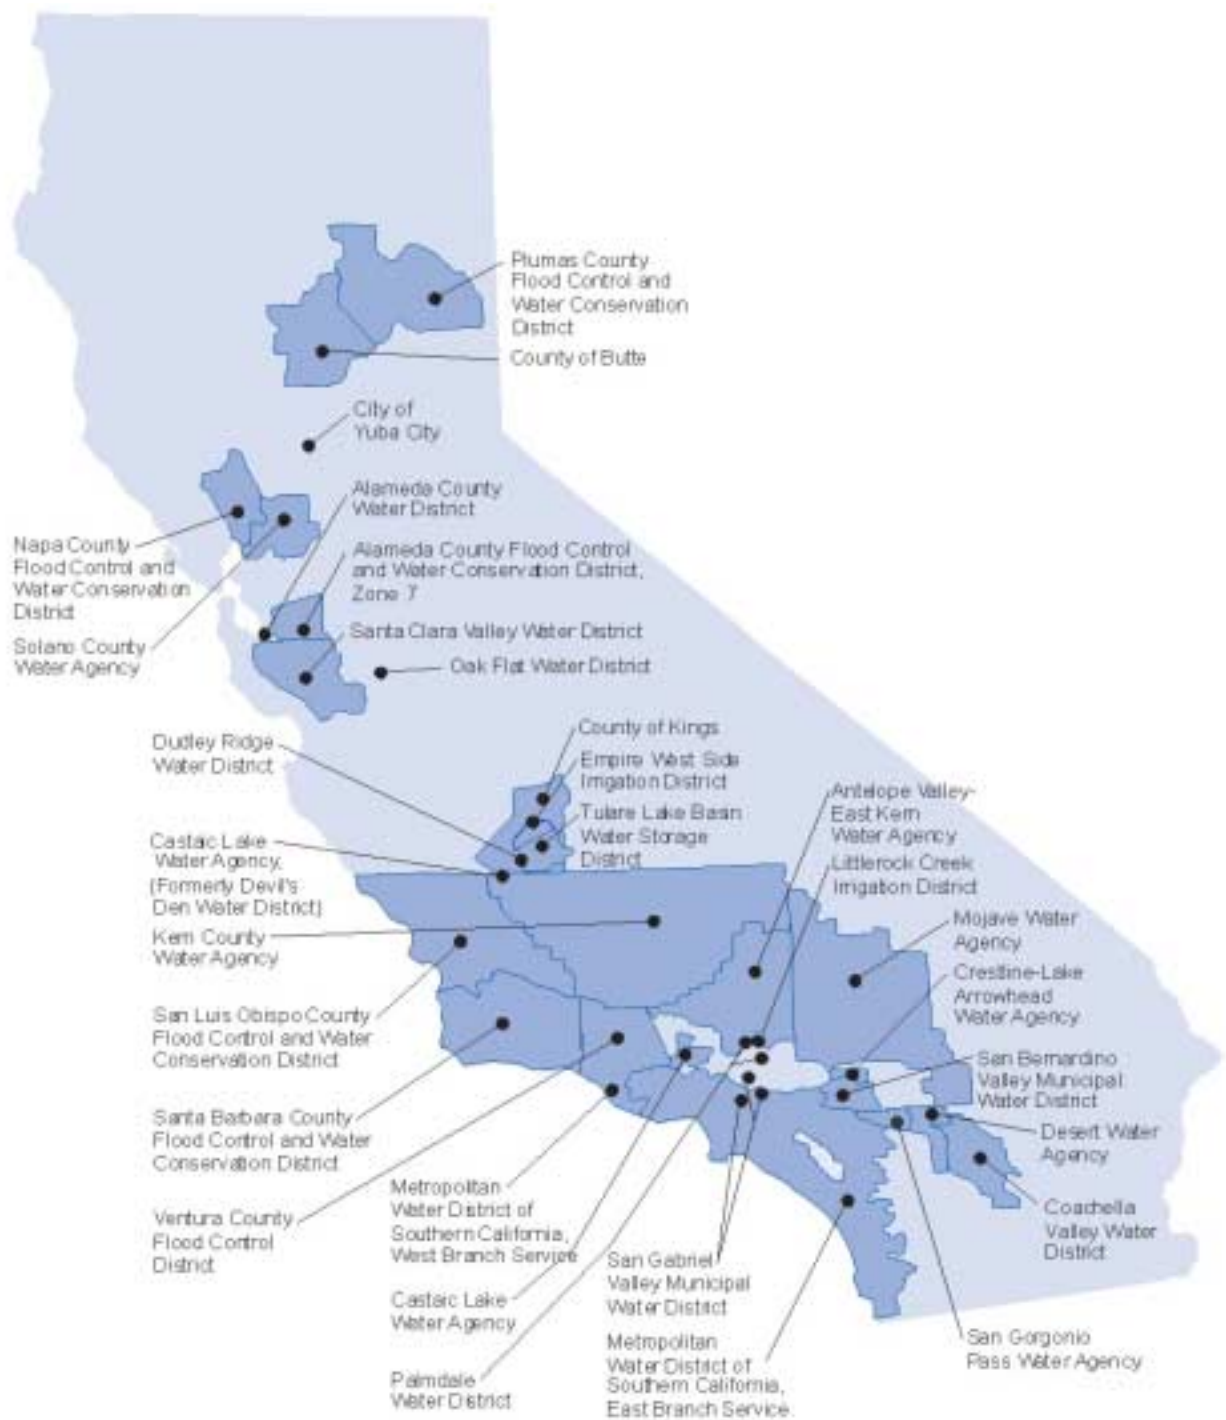 Plumas County
Flood Control and
Water Conservation
District
County of Butte
City of
Yuba City
Alameda County
Water District
Napa County
Flood Control and
Water Conservation
District
Alameda County Flood Control
and Water Conservation District,
Zone 7
Solano County
Water Agency
Santa Clara Valley Water District
Oak Flat Water District
Dudley Ridge
Water District
County of Kings
Empire West Side
Irrigation District
Tulare Lake Basin
Water Storage
District
Antelope Valley-
East Kern
Water Agency
Littlerock Creek
Irrigation District
Castaic Lake
Water Agency,
(Formerly Devil's
Den Water District)
Kern County
Water Agency
Mojave Water
Agency
Crestline-Lake
Arrowhead
Water Agency
San Luis Obispo County
Flood Control and Water
Conservation District
San Bernardino
Valley Municipal
Water District
Santa Barbara County
Flood Control and Water
Conservation District
Desert Water
Agency
Ventura County
Flood Control
District
Metropolitan
Water District of
Southern California,
West Branch Service
Coachella
Valley Water
District
Castaic Lake
Water Agency
San Gabriel
Valley Municipal
Water District
Palmdale
Water District
Metropolitan
Water District of
Southern California,
East Branch Service.
San Gorgonio
Pass Water Agency